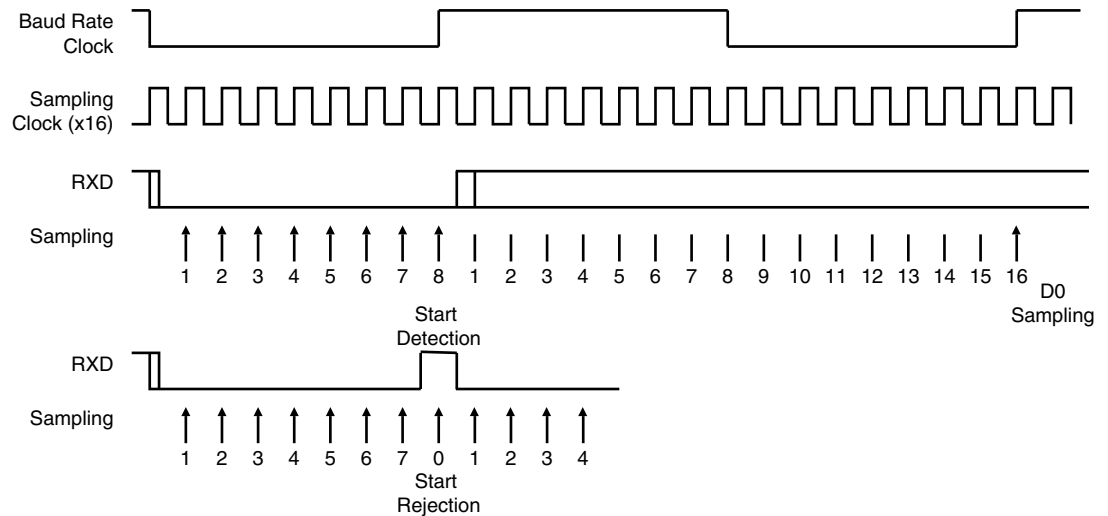 Baud Rate
Clock
Sampling
Clock (x16)
RXD
Sampling
1 2 3 4 5 6 7 8 1 2 3 4 5 6 7 8 9 10 11 12 13 14 15 16
D0
Sampling
Start
Detection
RXD
Sampling
1 2 3 4 5 6 7 0 1 2 3 4
Start
Rejection